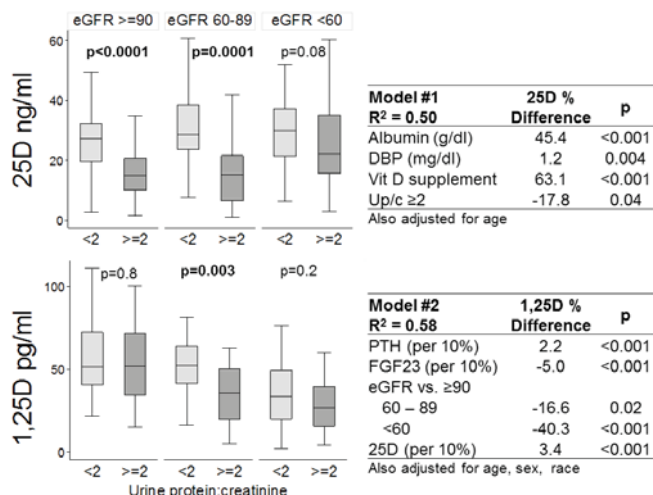 eGFR >=90 eGFR 60-89 eGFR <60
p<0.0001 p=0.0001 p=0.08
25D ng/ml
60
40
20
0
<2 >=2 <2 >=2 <2 >=2
Model #1 25D %
R² = 0.50 Difference p
Albumin (g/dl) 45.4 <0.001
DBP (mg/dl) 1.2 0.004
Vit D supplement 63.1 <0.001
Up/c ≥2 -17.8 0.04
Also adjusted for age
p=0.8 p=0.003 p=0.2
1,25D pg/ml
100
50
0
<2 >=2 <2 >=2 <2 >=2
Urine protein:creatinine
Model #2 1,25D %
R² = 0.58 Difference p
PTH (per 10%) 2.2 <0.001
FGF23 (per 10%) -5.0 <0.001
eGFR vs. ≥90
60 – 89 -16.6 0.02
<60 -40.3 <0.001
25D (per 10%) 3.4 <0.001
Also adjusted for age, sex, race